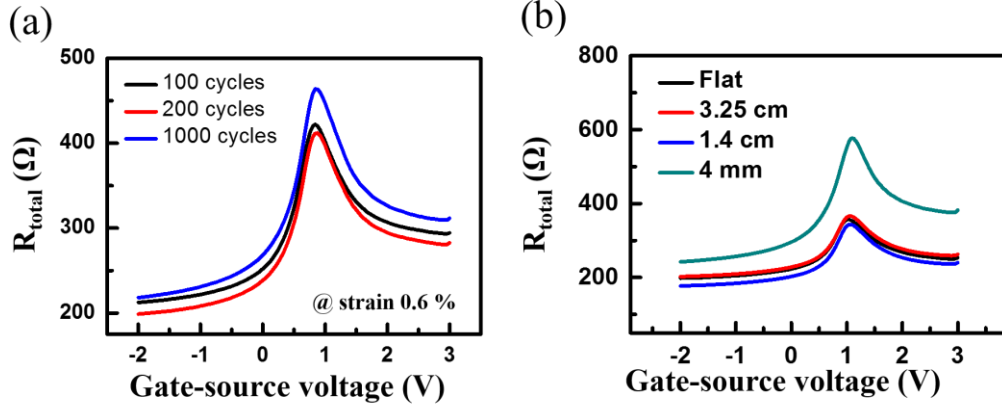 (a)
500
400
300
200
R_total (Ω)
100 cycles
200 cycles
1000 cycles
@ strain 0.6 %
-2 -1 0 1 2 3
Gate-source voltage (V)
(b)
800
600
400
200
R_total (Ω)
Flat
3.25 cm
1.4 cm
4 mm
-2 -1 0 1 2 3
Gate-source voltage (V)